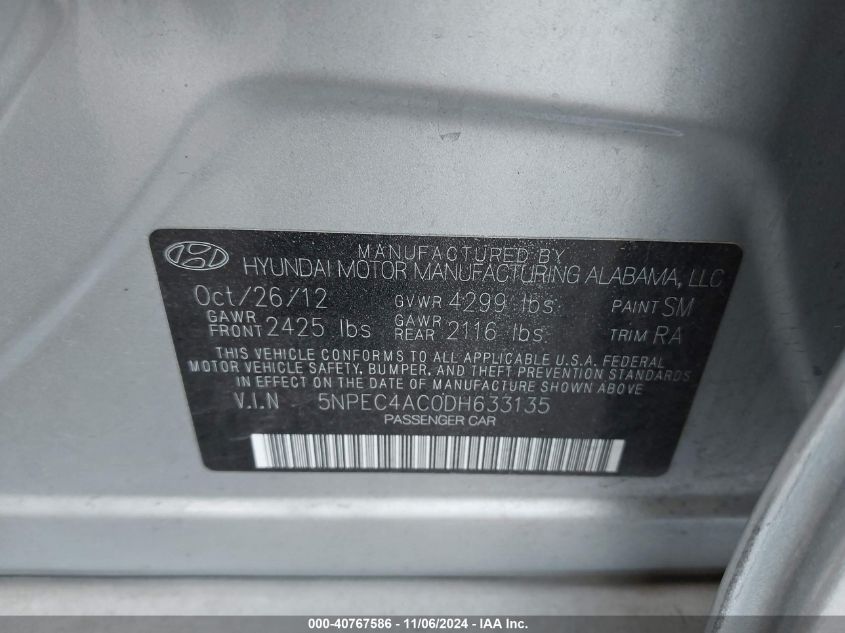 MANUFACTURED BY
HYUNDAI MOTOR MANUFACTURING ALABAMA, LLC
Oct/26/12 GVWR 4299 lbs. PAINT SM
GAWR FRONT 2425 lbs GAWR REAR 2116 lbs. TRIM RA
THIS VEHICLE CONFORMS TO ALL APPLICABLE U.S.A. FEDERAL
MOTOR VEHICLE SAFETY, BUMPER, AND THEFT PREVENTION STANDARDS
IN EFFECT ON THE DATE OF MANUFACTURE SHOWN ABOVE
V.I.N 5NPEC4AC0DH633135
PASSENGER CAR
000-40767586 - 11/06/2024 - IAA Inc.